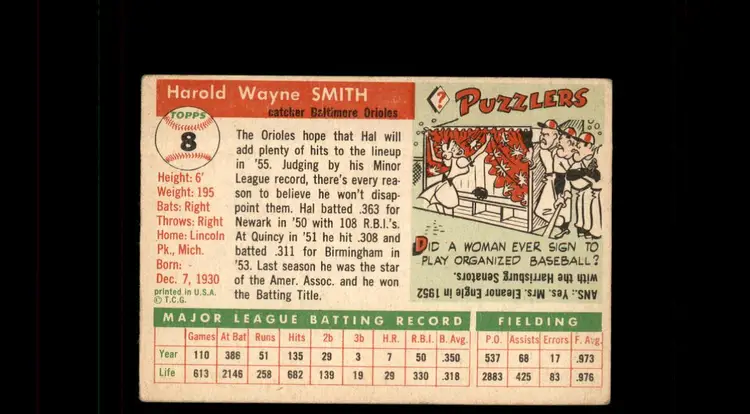 Harold Wayne SMITH
catcher Baltimore Orioles
TOPPS
8
Height: 6'
Weight: 195
Bats: Right
Throws: Right
Home: Lincoln
Pk., Mich.
Born: -
Dec. 7, 1930
printed in U.S.A.
© T.C.G.
The Orioles hope that Hal will
add plenty of hits to the lineup
in '55. Judging by his Minor
League record, there's every rea-
son to believe he won't disap-
point them. Hal batted .363 for
Newark in '50 with 108 R.B.I.'s.
At Quincy in '51 he hit .308 and
batted .311 for Birmingham in
'53. Last season he was the star
of the Amer. Assoc. and he won
the Batting Title.
? PUZZLERS
DID A WOMAN EVER SIGN TO
PLAY ORGANIZED BASEBALL?
ANS.: Yes. Mrs. Eleanor Engle in 1952
with the Harrisburg Senators.
MAJOR LEAGUE BATTING RECORD FIELDING
Games At Bat Runs Hits 2b 3b H.R. R.B.I. B. Avg. P.O. Assists Errors F. Avg.
Year 110 386 51 135 29 3 7 50 .350 537 68 17 .973
Life 613 2146 258 682 139 19 29 330 .318 2883 425 83 .976